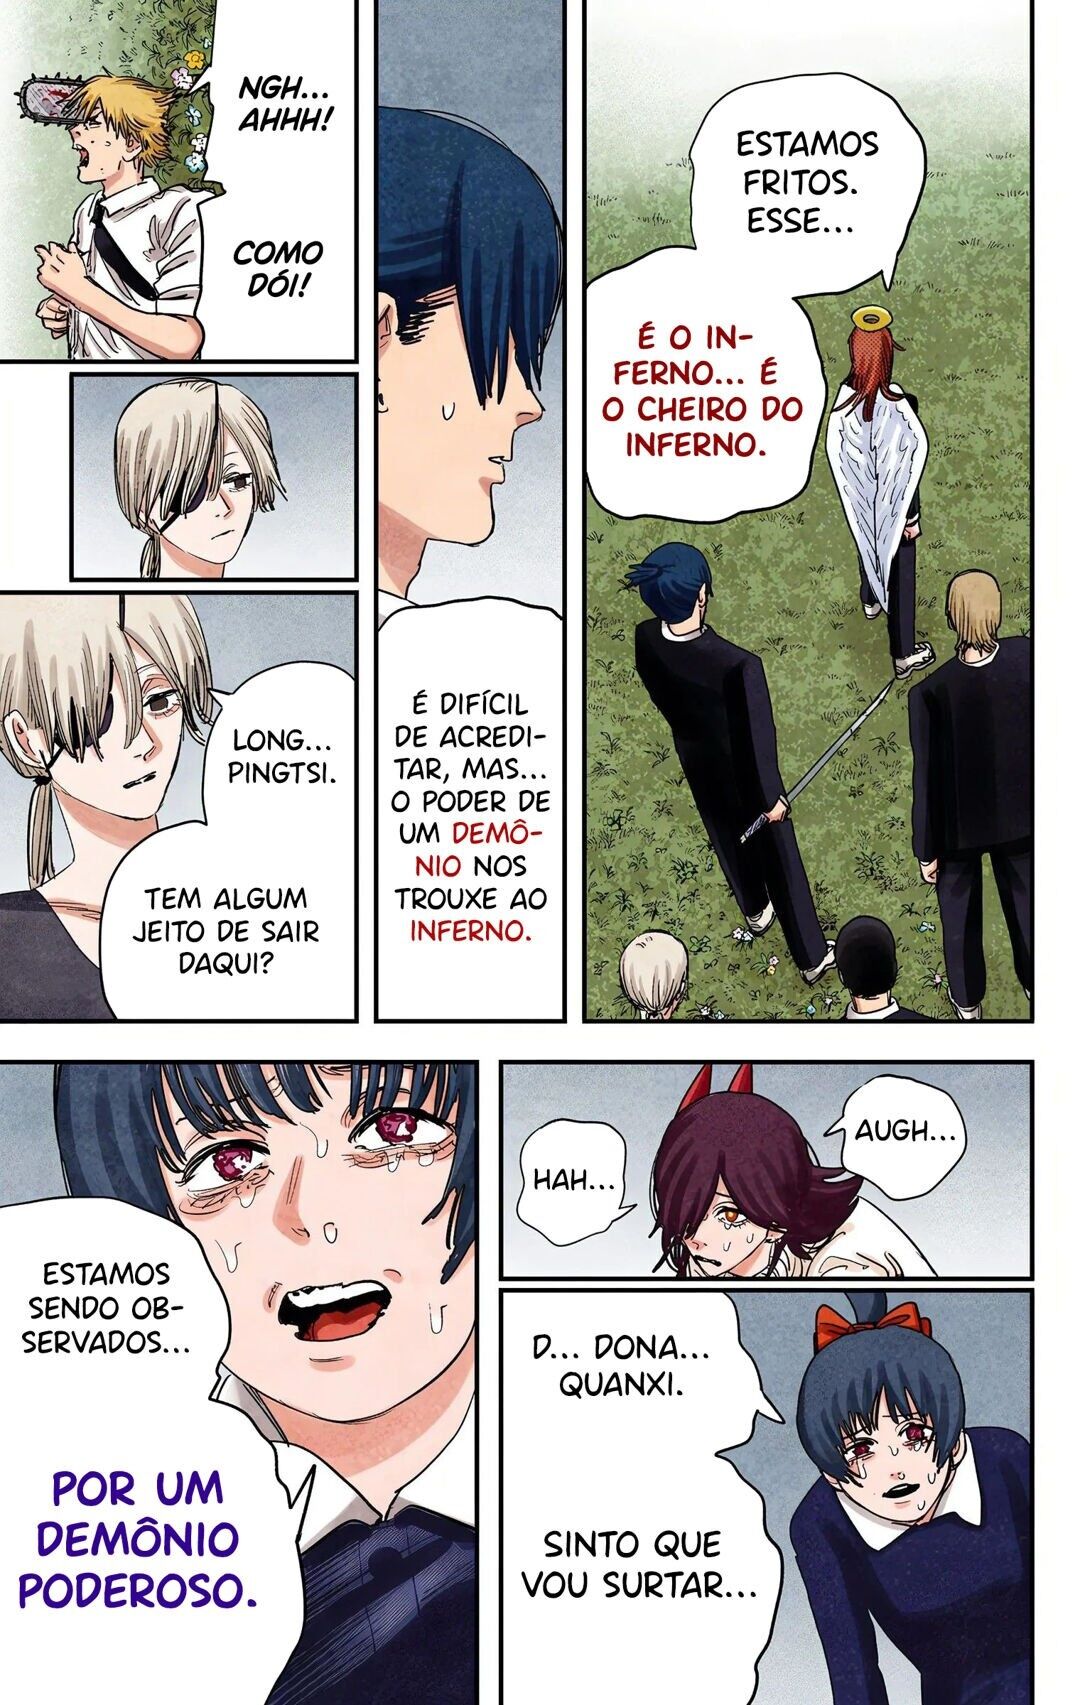 ESTAMOS
FRITOS.
ESSE...
É O IN-
FERNO... É
O CHEIRO DO
INFERNO.
É DIFÍCIL
DE ACREDI-
TAR, MAS...
O PODER DE
UM DEMÔ-
NIO NOS
TROUXE AO
INFERNO.
NGH...
AHHH!
COMO
DÓI!
LONG...
PINGTSI.
TEM ALGUM
JEITO DE SAIR
DAQUI?
AUGH...
HAH...
D... DONA...
QUANXI.
SINTO QUE
VOU SURTAR...
ESTAMOS
SENDO OB-
SERVADOS...
POR UM
DEMÔNIO
PODEROSO.